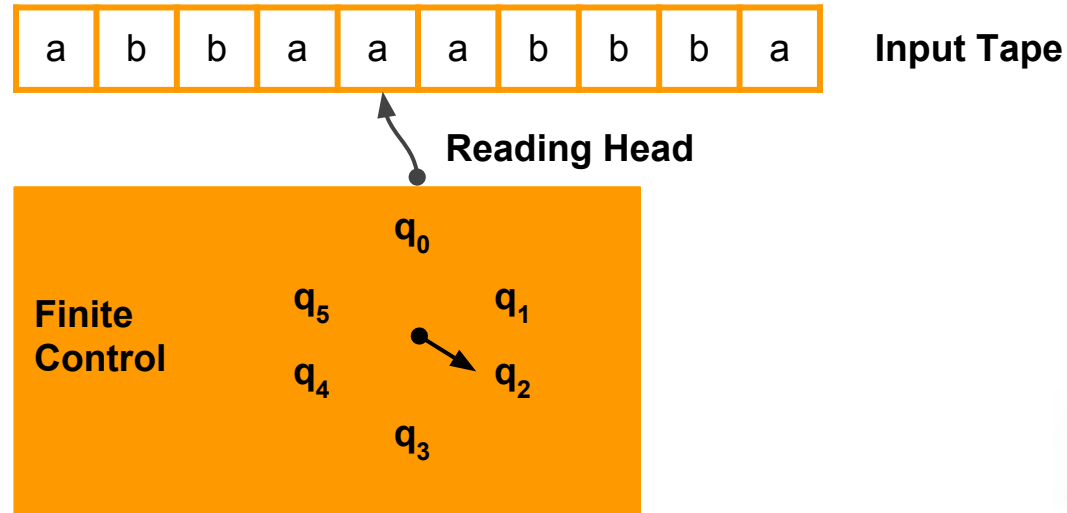 a b b a a a b b b a Input Tape
Reading Head
q₀
q₅ q₁
Finite
Control
q₄ q₂
q₃